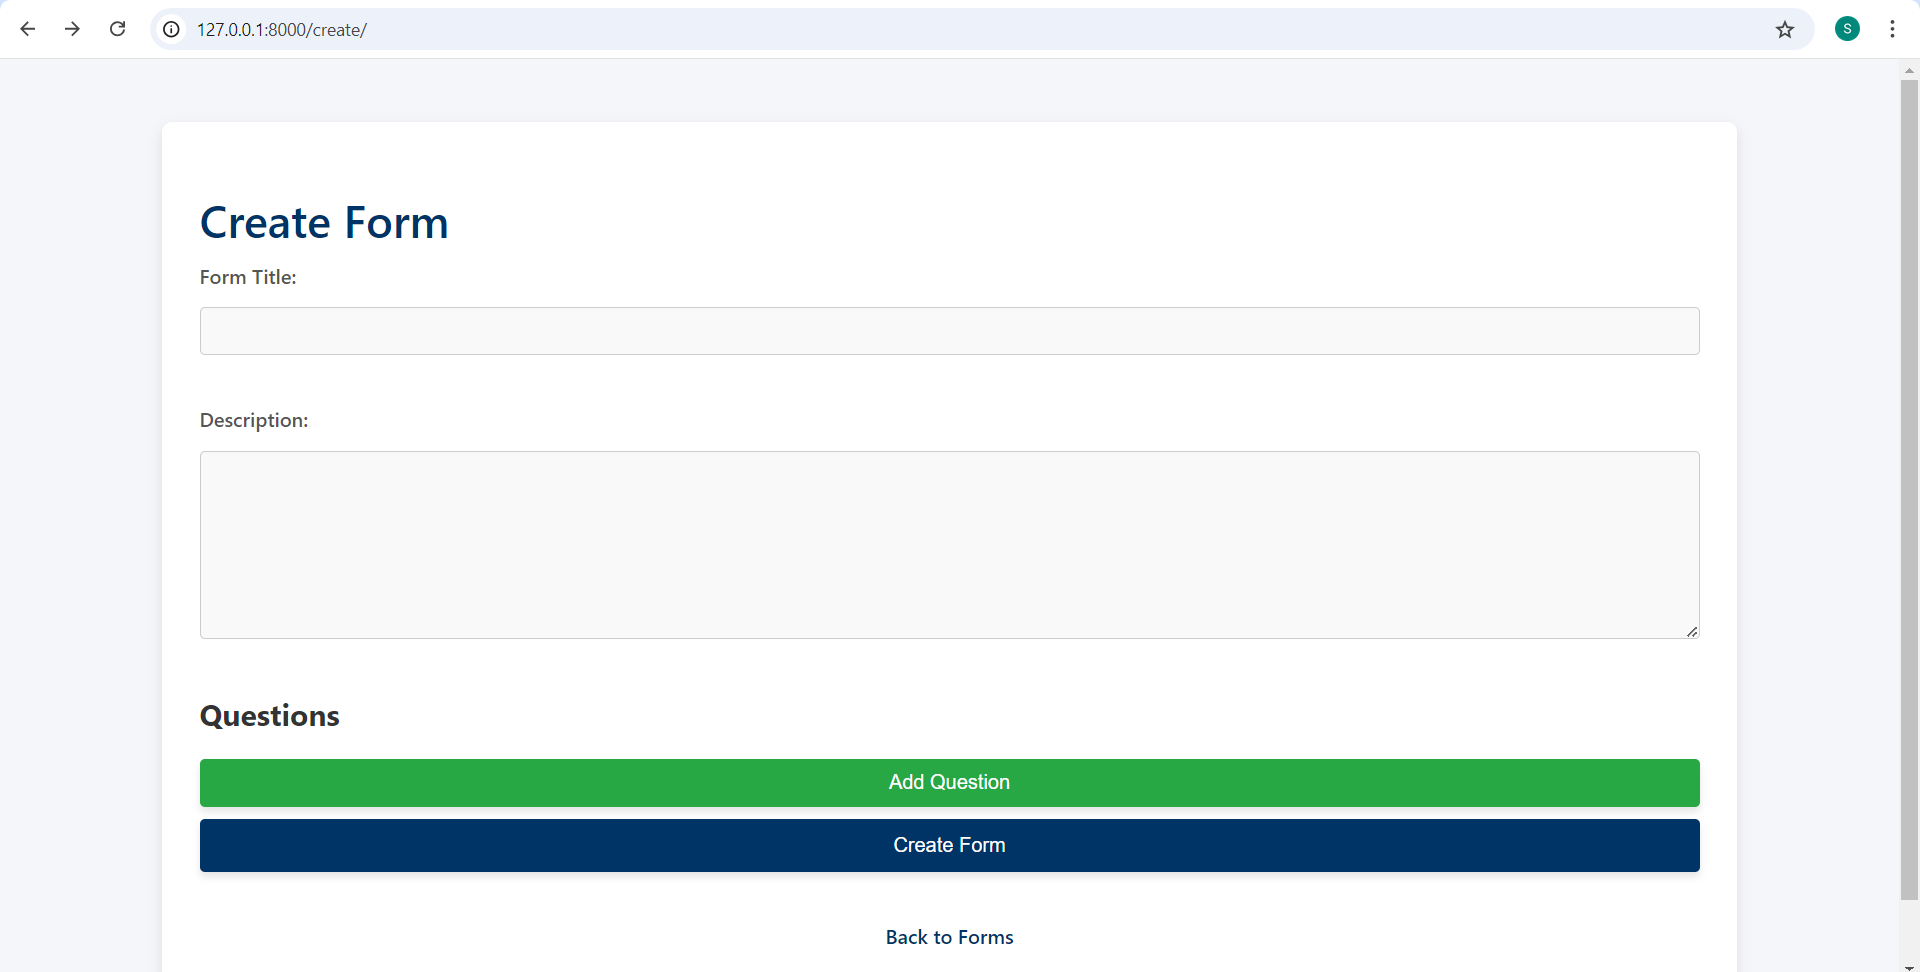 127.0.0.1:8000/create/
S
Create Form
Form Title:
Description:
Questions
Add Question
Create Form
Back to Forms